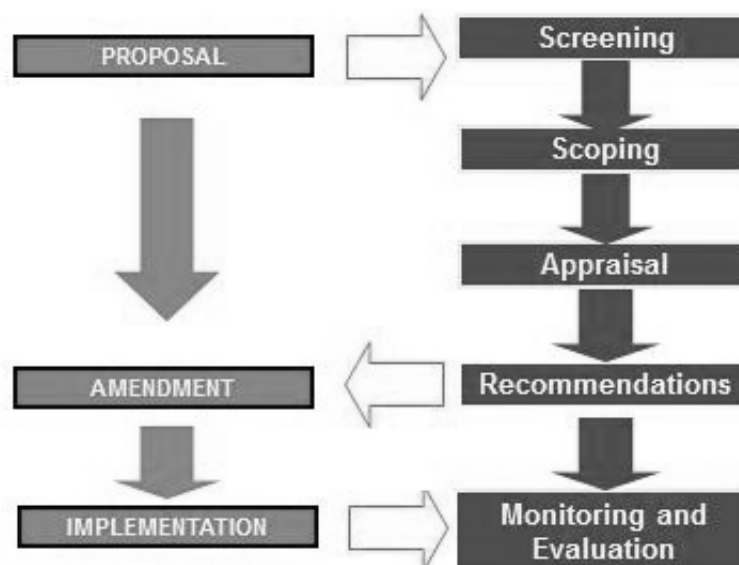 PROPOSAL
Screening
Scoping
Appraisal
AMENDMENT
Recommendations
IMPLEMENTATION
Monitoring and
Evaluation